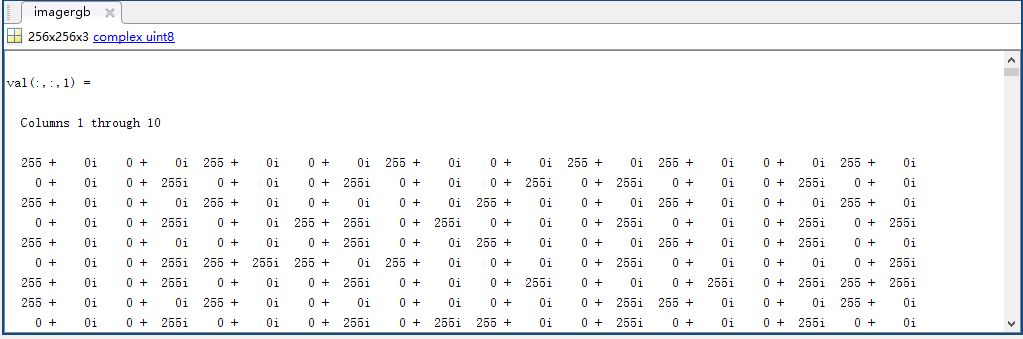 imagergb
256x256x3 complex uint8
val(:,:,1) =
Columns 1 through 10
255 + 0i 0 + 0i 255 + 0i 0 + 0i 255 + 0i 0 + 0i 255 + 0i 255 + 0i 0 + 0i 255 + 0i
0 + 0i 0 + 255i 0 + 0i 0 + 255i 0 + 0i 0 + 255i 0 + 255i 0 + 0i 0 + 255i 0 + 0i
255 + 0i 0 + 0i 255 + 0i 0 + 0i 0 + 0i 255 + 0i 0 + 0i 255 + 0i 0 + 0i 255 + 0i
0 + 0i 0 + 255i 0 + 0i 255 + 255i 0 + 255i 0 + 0i 0 + 255i 0 + 0i 0 + 255i 0 + 255i
255 + 0i 0 + 0i 0 + 0i 0 + 255i 0 + 0i 255 + 0i 0 + 0i 255 + 0i 0 + 0i 0 + 0i
0 + 0i 0 + 255i 255 + 255i 255 + 0i 255 + 0i 0 + 0i 0 + 255i 0 + 0i 0 + 0i 0 + 255i
255 + 0i 0 + 255i 0 + 0i 0 + 255i 0 + 0i 0 + 255i 0 + 0i 0 + 255i 0 + 255i 255 + 255i
255 + 0i 0 + 0i 255 + 0i 0 + 0i 0 + 0i 0 + 0i 0 + 255i 255 + 0i 0 + 0i 255 + 0i
0 + 0i 0 + 255i 0 + 0i 0 + 255i 0 + 255i 255 + 0i 0 + 255i 0 + 0i 0 + 255i 0 + 0i